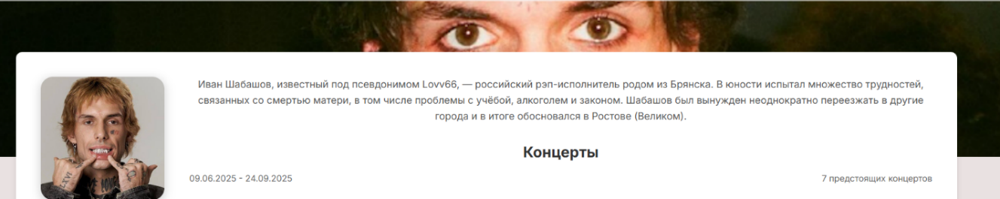 Иван Шабашов, известный под псевдонимом Lovv66, — российский рэп-исполнитель родом из Брянска. В юности испытал множество трудностей,
связанных со смертью матери, в том числе проблемы с учёбой, алкоголем и законом. Шабашов был вынужден неоднократно переезжать в другие
города и в итоге обосновался в Ростове (Великом).
Концерты
09.06.2025 - 24.09.2025
7 предстоящих концертов